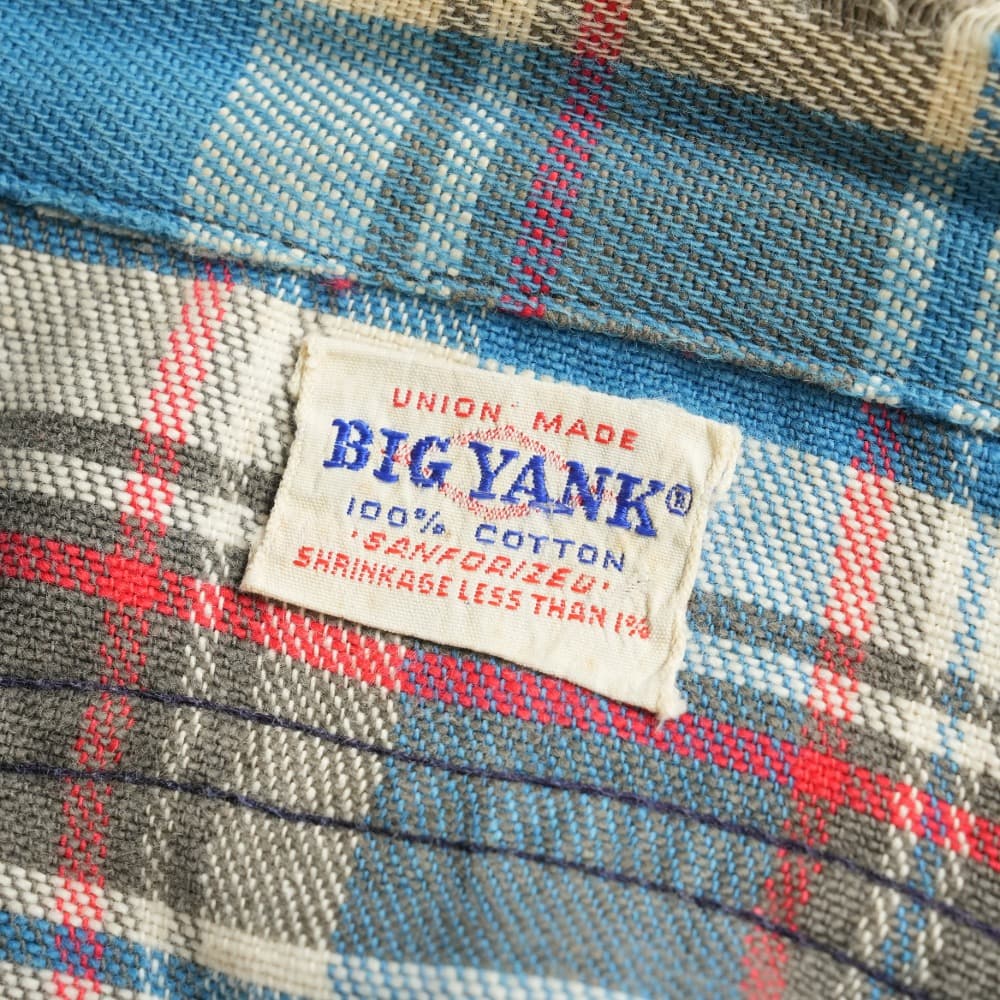 UNION MADE
BIG YANK®
100% COTTON
'SANFORIZED'
SHRINKAGE LESS THAN 1%